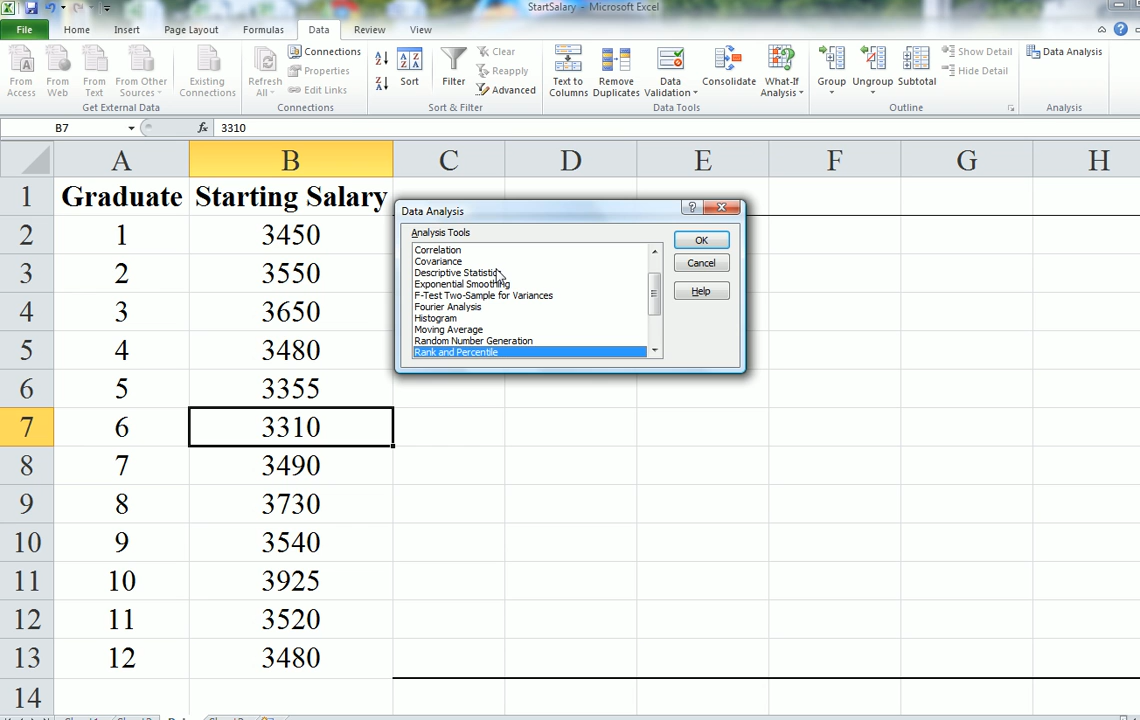 StartSalary - Microsoft Excel
File Home Insert Page Layout Formulas Data Review View
From Access
From Web
From Text
From Other Sources
Existing Connections
Get External Data
Refresh All
Connections
Properties
Edit Links
Connections
Sort
Filter
Clear
Reapply
Advanced
Sort & Filter
Text to Columns
Remove Duplicates
Data Validation
Consolidate
What-If Analysis
Data Tools
Group
Ungroup
Subtotal
Show Detail
Hide Detail
Outline
Data Analysis
Analysis
B7 fx 3310
A B C D E F G H
1 Graduate Starting Salary
2 1 3450
3 2 3550
4 3 3650
5 4 3480
6 5 3355
7 6 3310
8 7 3490
9 8 3730
10 9 3540
11 10 3925
12 11 3520
13 12 3480
14
Data Analysis
Analysis Tools
Correlation
Covariance
Descriptive Statistics
Exponential Smoothing
F-Test Two-Sample for Variances
Fourier Analysis
Histogram
Moving Average
Random Number Generation
Rank and Percentile
OK
Cancel
Help